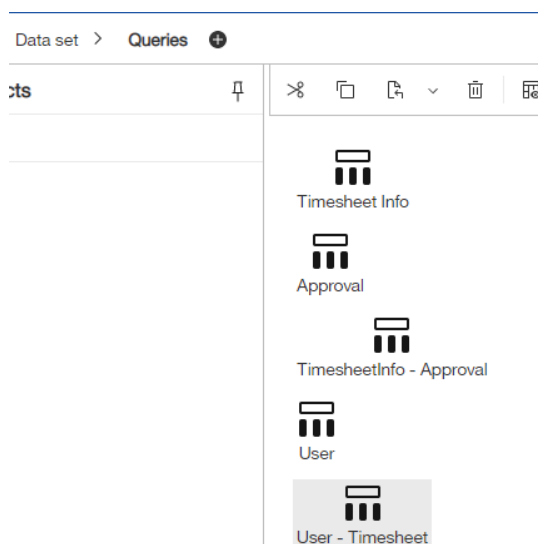 Data set > Queries
cts
Timesheet Info
Approval
TimesheetInfo - Approval
User
User - Timesheet